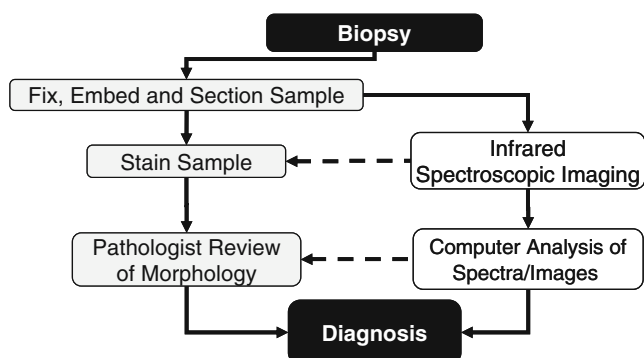 Biopsy
Fix, Embed and Section Sample
Stain Sample
Infrared
Spectroscopic Imaging
Pathologist Review
of Morphology
Computer Analysis of
Spectra/Images
Diagnosis